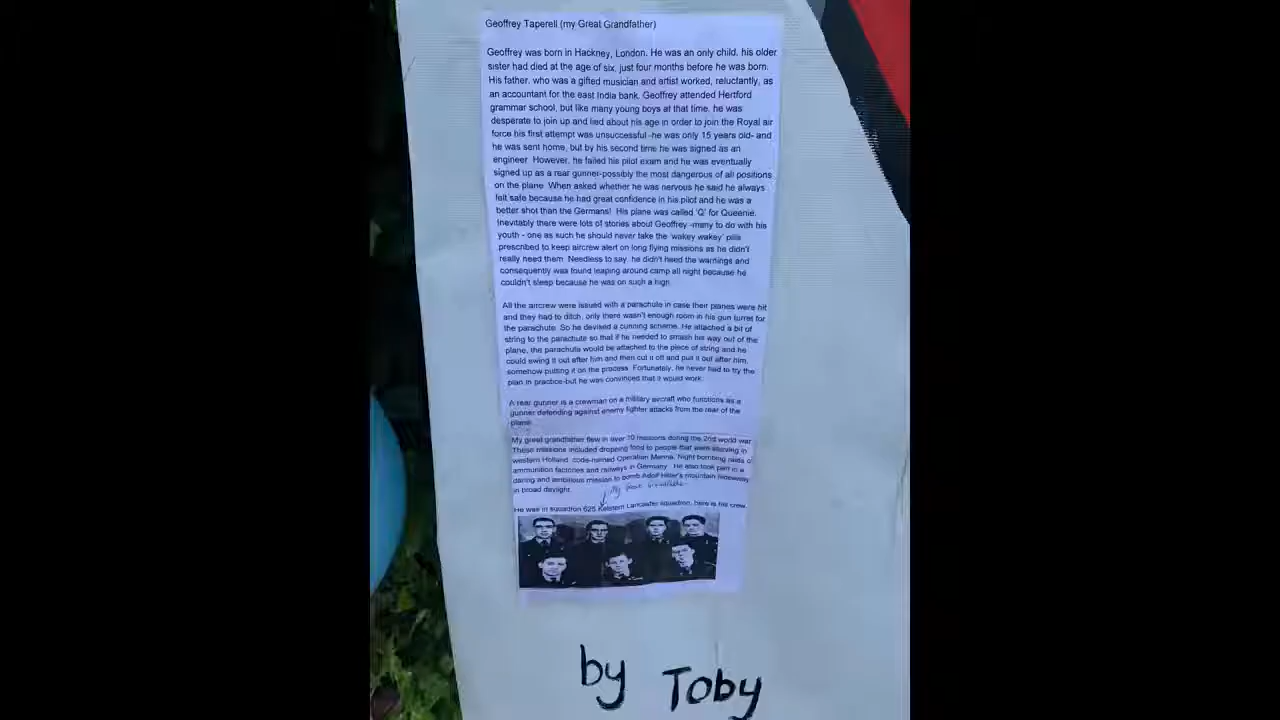 Geoffrey Taperell (my Great Grandfather)
Geoffrey was born in Hackney, London. He was an only child, his older
sister had died at the age of six, just four months before he was born.
His father, who was a gifted musician and artist worked, reluctantly, as
an accountant for the east India bank. Geoffrey attended Hertford
grammar school, but like many young boys at that time, he was
desperate to join up and lied about his age in order to join the Royal air
force his first attempt was unsuccessful-he was only 15 years old- and
he was sent home, but by his second time he was signed as an
engineer. However, he failed his pilot exam and he was eventually
signed up as a rear gunner-possibly the most dangerous of all positions
on the plane. When asked whether he was nervous he said he always
felt safe because he had great confidence in his pilot and he was a
better shot than the Germans! His plane was called 'Q' for Queenie.
Inevitably there were lots of stories about Geoffrey -many to do with his
youth - one as such he should never take the 'wakey wakey' pills
prescribed to keep aircrew alert on long flying missions as he didn't
really need them. Needless to say, he didn't heed the warnings and
consequently was found leaping around camp all night because he
couldn't sleep because he was on such a high.
All the aircrew were issued with a parachute in case their planes were hit
and they had to ditch, only there wasn't enough room in his gun turret for
the parachute. So he devised a cunning scheme. He attached a bit of
string to the parachute so that if he needed to smash his way out of the
plane, the parachute would be attached to the piece of string and he
could swing it out after him and then cut it off and pull it out after him,
somehow putting it on the process. Fortunately, he never had to try the
plan in practice-but he was convinced that it would work.
A rear gunner is a crewman on a military aircraft who functions as a
gunner defending against enemy fighter attacks from the rear of the
plane.
My great grandfather flew in over 70 missions during the 2nd world war.
These missions included dropping food to people that were starving in
western Holland, code-named Operation Manna. Night bombing raids of
ammunition factories and railways in Germany. He also took part in a
daring and ambitious mission to bomb Adolf Hitler's mountain hideaway
in broad daylight.
My great Grandfather
He was in squadron 625 Kelstern Lancaster squadron, here is his crew.
by Toby